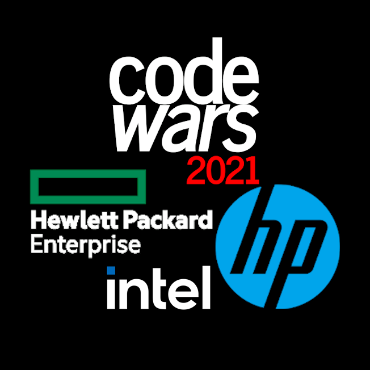 code
wars
2021
Hewlett Packard
Enterprise
hp
intel